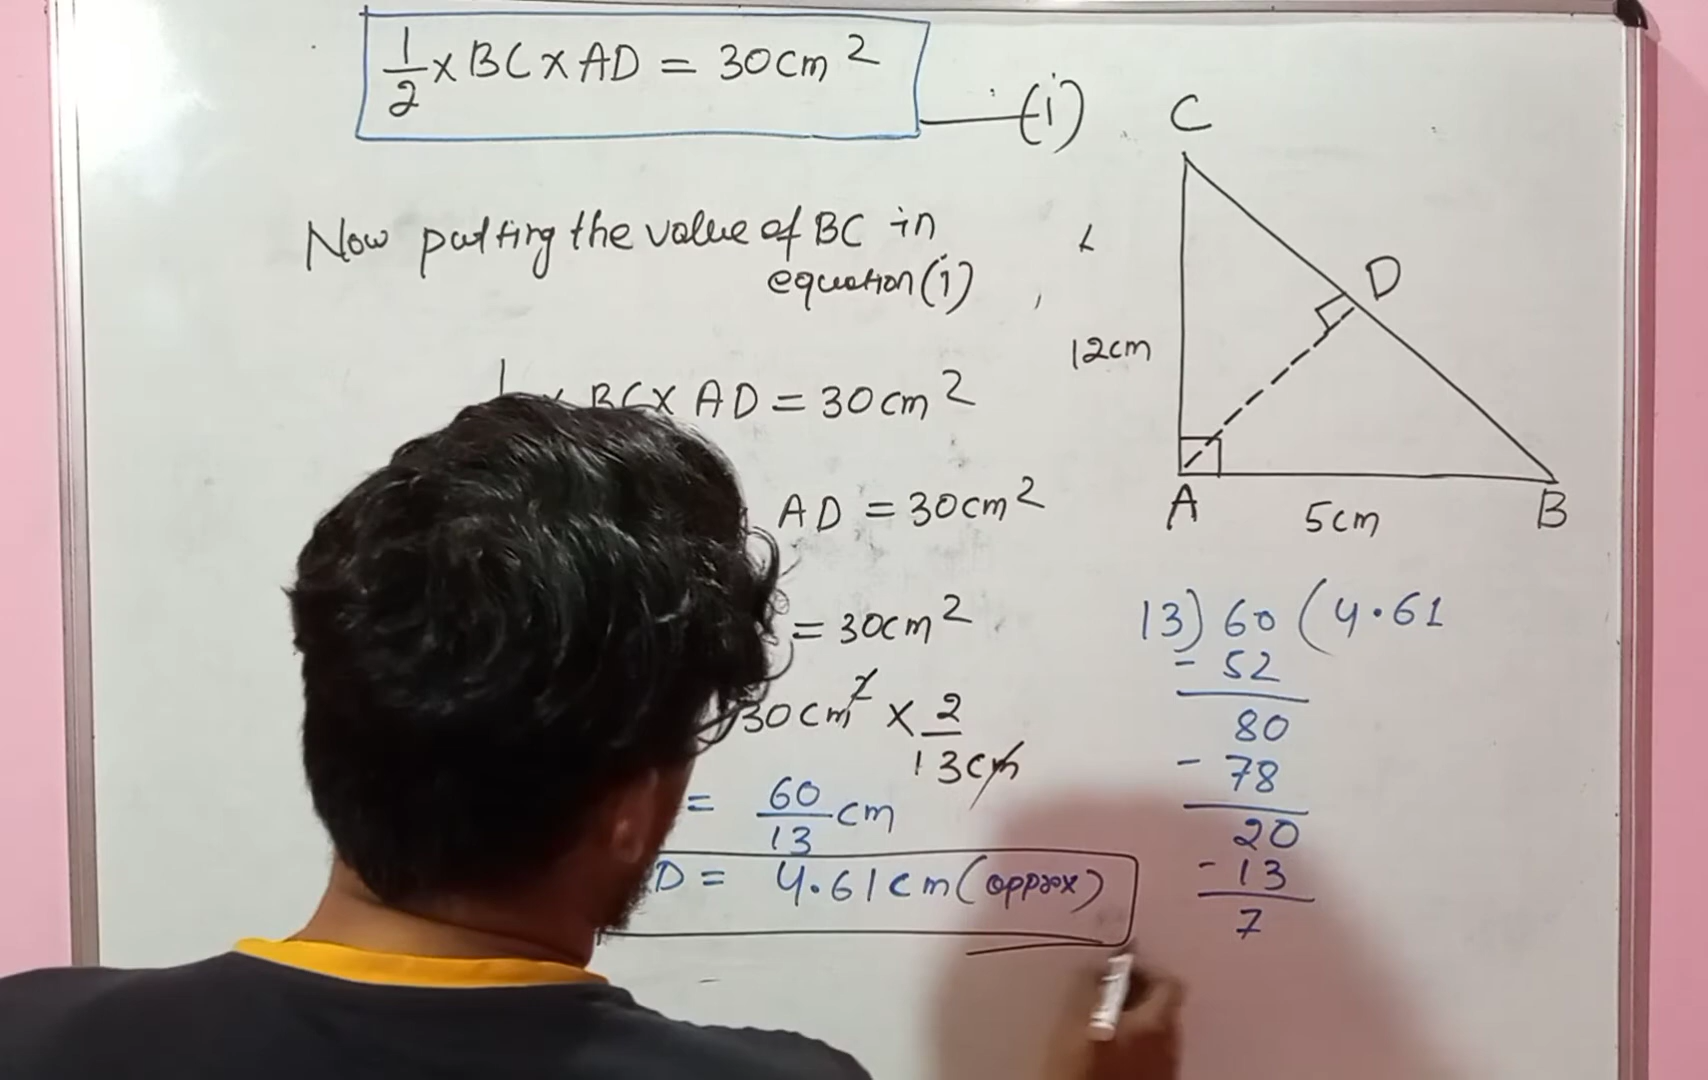 1/2 × BC × AD = 30cm² —(i)
Now putting the value of BC in
equation(i)
BC × AD = 30cm²
AD = 30cm²
= 30cm²
30cm² × 2/13cm
= 60/13 cm
D = 4.61cm (approx)
C
D
12cm
A
5cm
B
13) 60 (4.61
- 52
80
- 78
20
- 13
7